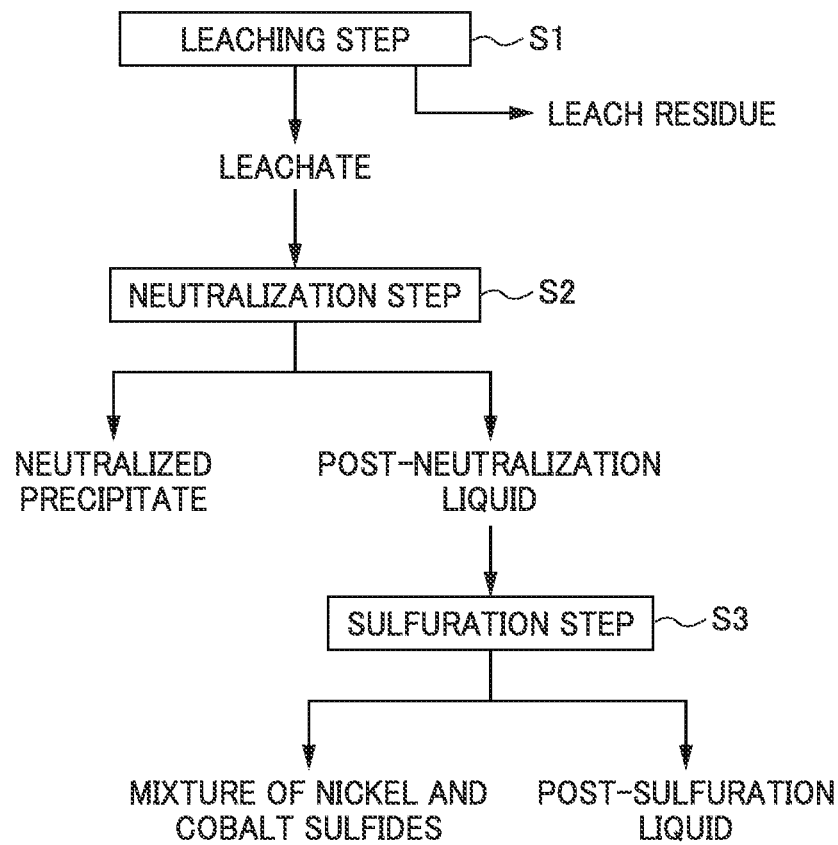 LEACHING STEP S1
LEACH RESIDUE
LEACHATE
NEUTRALIZATION STEP S2
NEUTRALIZED
PRECIPITATE
POST-NEUTRALIZATION
LIQUID
SULFURATION STEP S3
MIXTURE OF NICKEL AND
COBALT SULFIDES
POST-SULFURATION
LIQUID